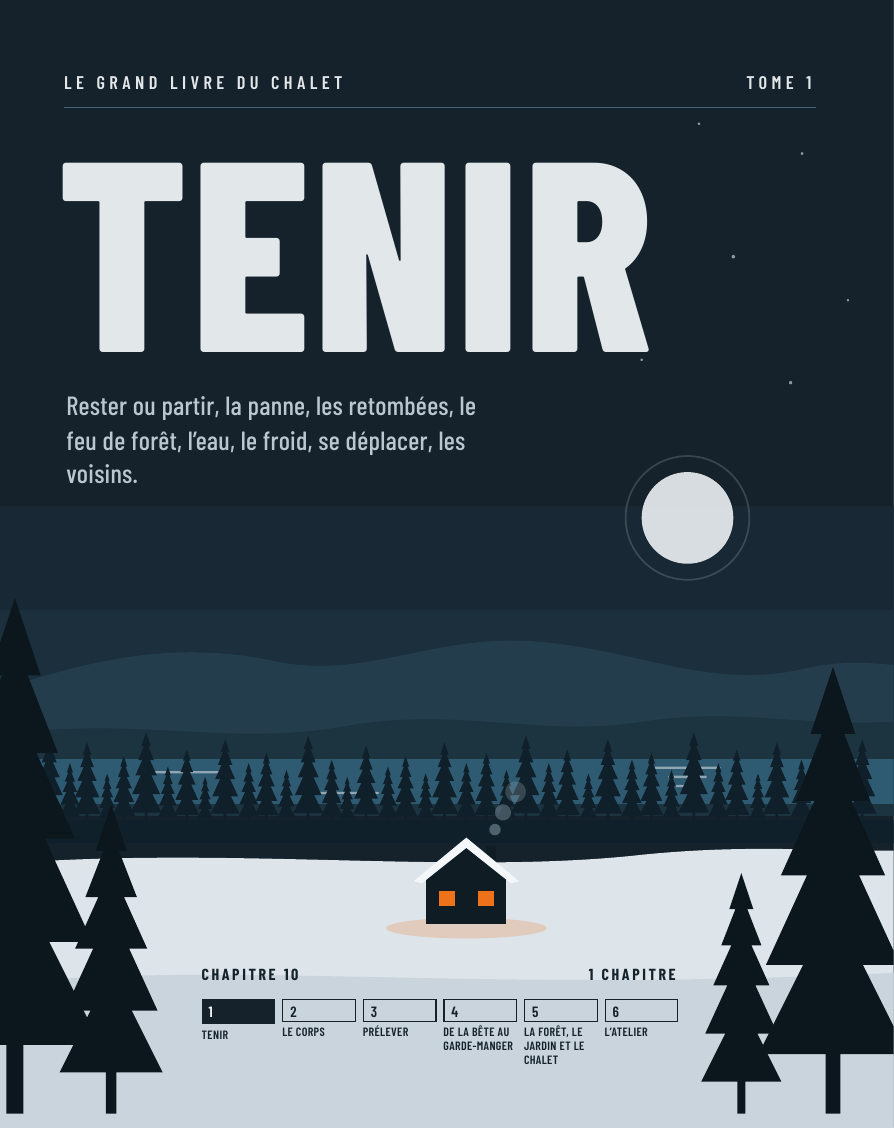 LE GRAND LIVRE DU CHALET
TOME 1
TENIR
Rester ou partir, la panne, les retombées, le
feu de forêt, l’eau, le froid, se déplacer, les
voisins.
CHAPITRE 10
1 CHAPITRE
1
2
3
4
5
6
TENIR
LE CORPS
PRÉLEVER
DE LA BÊTE AU
GARDE-MANGER
LA FORÊT, LE
JARDIN ET LE
CHALET
L’ATELIER